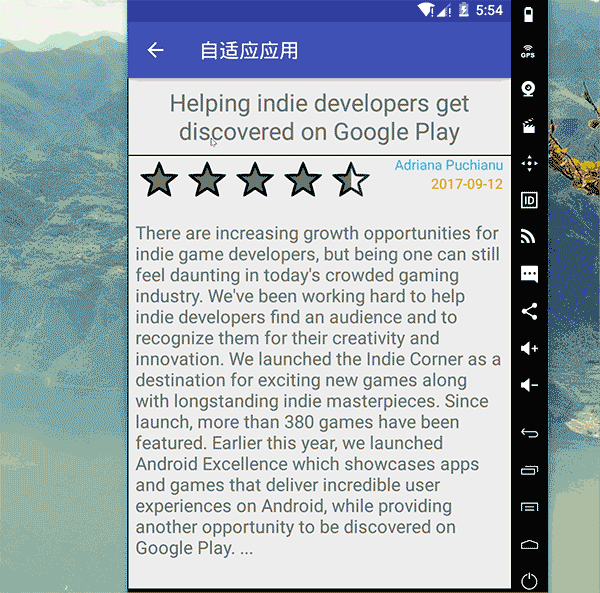 5:54
自适应应用
GPS
Helping indie developers get
discovered on Google Play
Adriana Puchianu
2017-09-12
ID
There are increasing growth opportunities for
indie game developers, but being one can still
feel daunting in today's crowded gaming
industry. We've been working hard to help
indie developers find an audience and to
recognize them for their creativity and
innovation. We launched the Indie Corner as a
destination for exciting new games along
with longstanding indie masterpieces. Since
launch, more than 380 games have been
featured. Earlier this year, we launched
Android Excellence which showcases apps
and games that deliver incredible user
experiences on Android, while providing
another opportunity to be discovered on
Google Play. ...